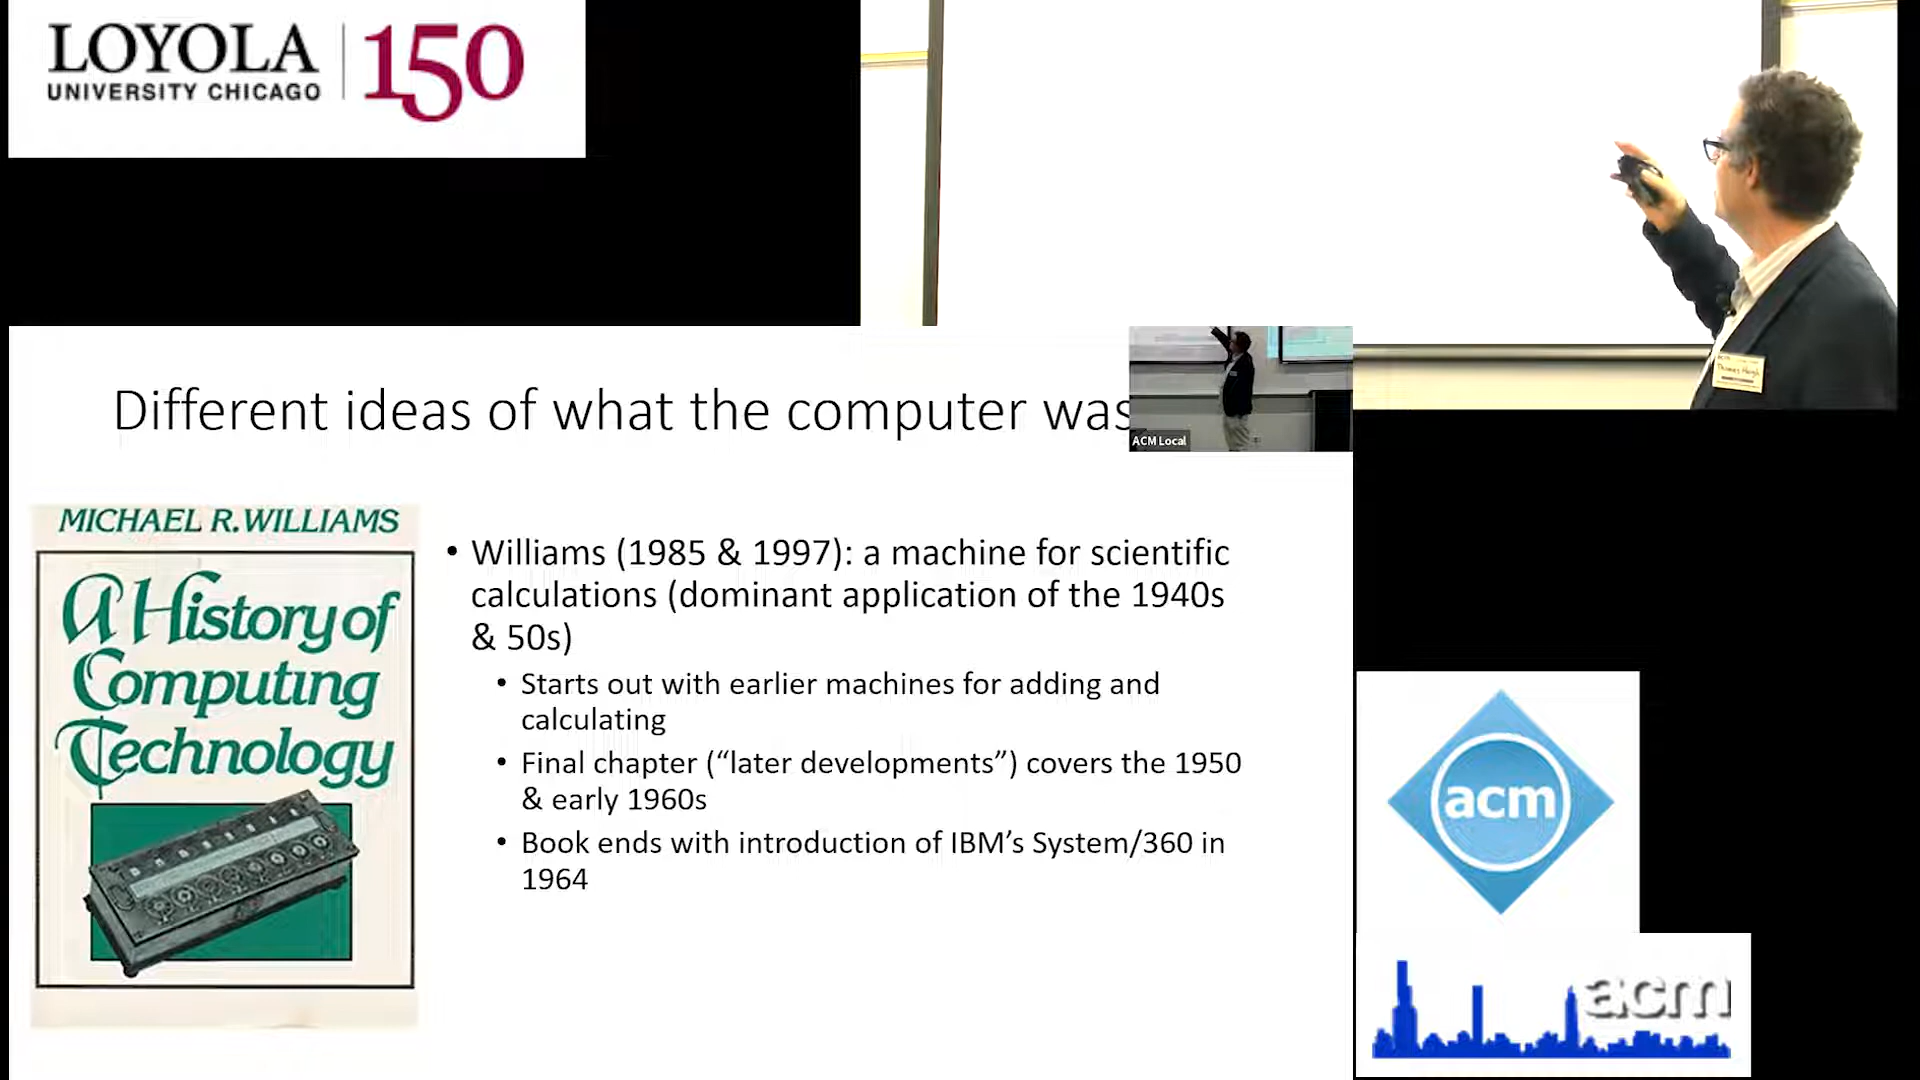 LOYOLA
UNIVERSITY CHICAGO
150
Thomas Haigh
ACM Local
Different ideas of what the computer was
MICHAEL R. WILLIAMS
A History of
Computing
Technology
• Williams (1985 & 1997): a machine for scientific
calculations (dominant application of the 1940s
& 50s)
• Starts out with earlier machines for adding and
calculating
• Final chapter (“later developments”) covers the 1950
& early 1960s
• Book ends with introduction of IBM’s System/360 in
1964
acm
acm